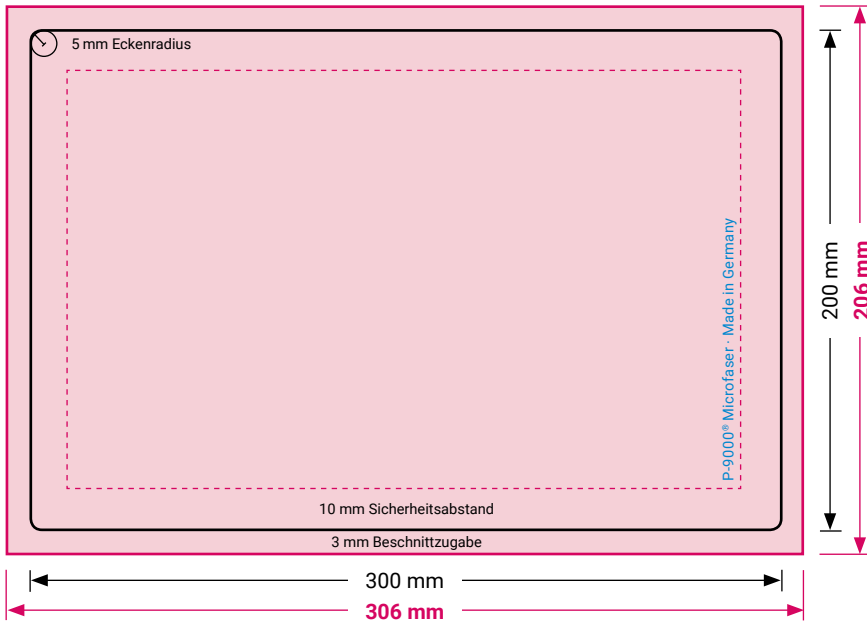 5 mm Eckenradius
P-9000® Microfaser · Made in Germany
200 mm
206 mm
10 mm Sicherheitsabstand
3 mm Beschnittzugabe
300 mm
306 mm